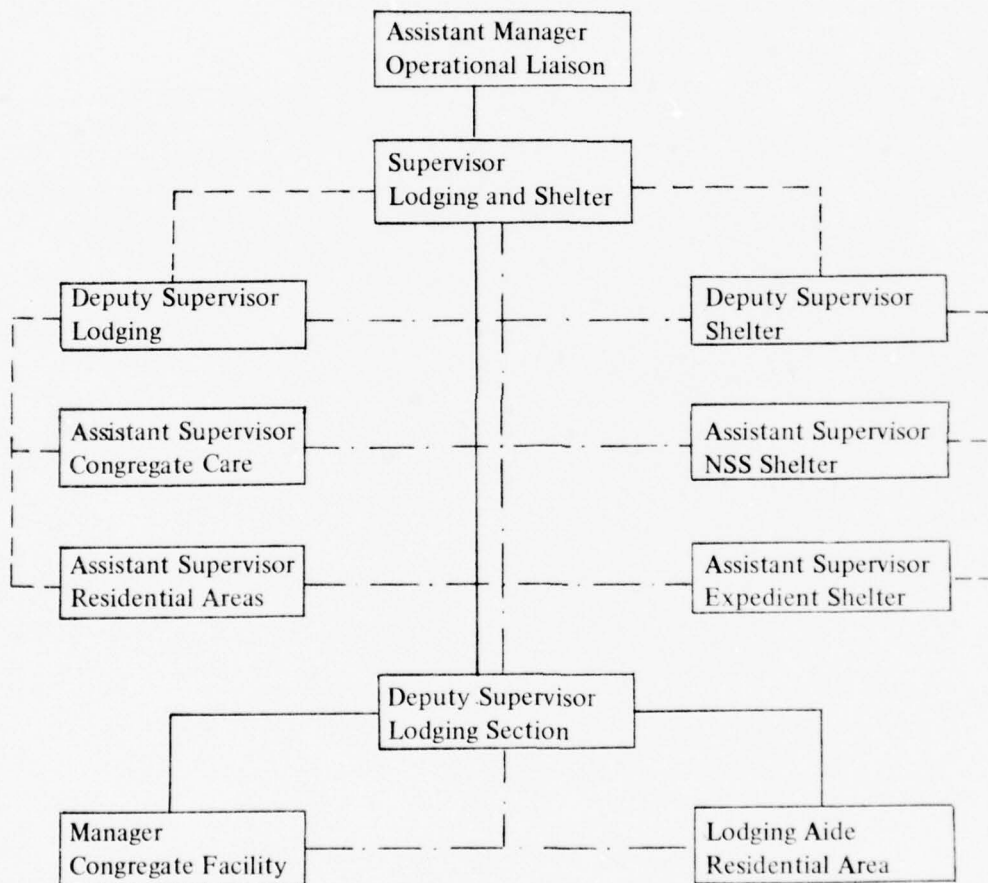 Assistant Manager
Operational Liaison
Supervisor
Lodging and Shelter
Deputy Supervisor
Lodging
Deputy Supervisor
Shelter
Assistant Supervisor
Congregate Care
Assistant Supervisor
NSS Shelter
Assistant Supervisor
Residential Areas
Assistant Supervisor
Expedient Shelter
Deputy Supervisor
Lodging Section
Manager
Congregate Facility
Lodging Aide
Residential Area